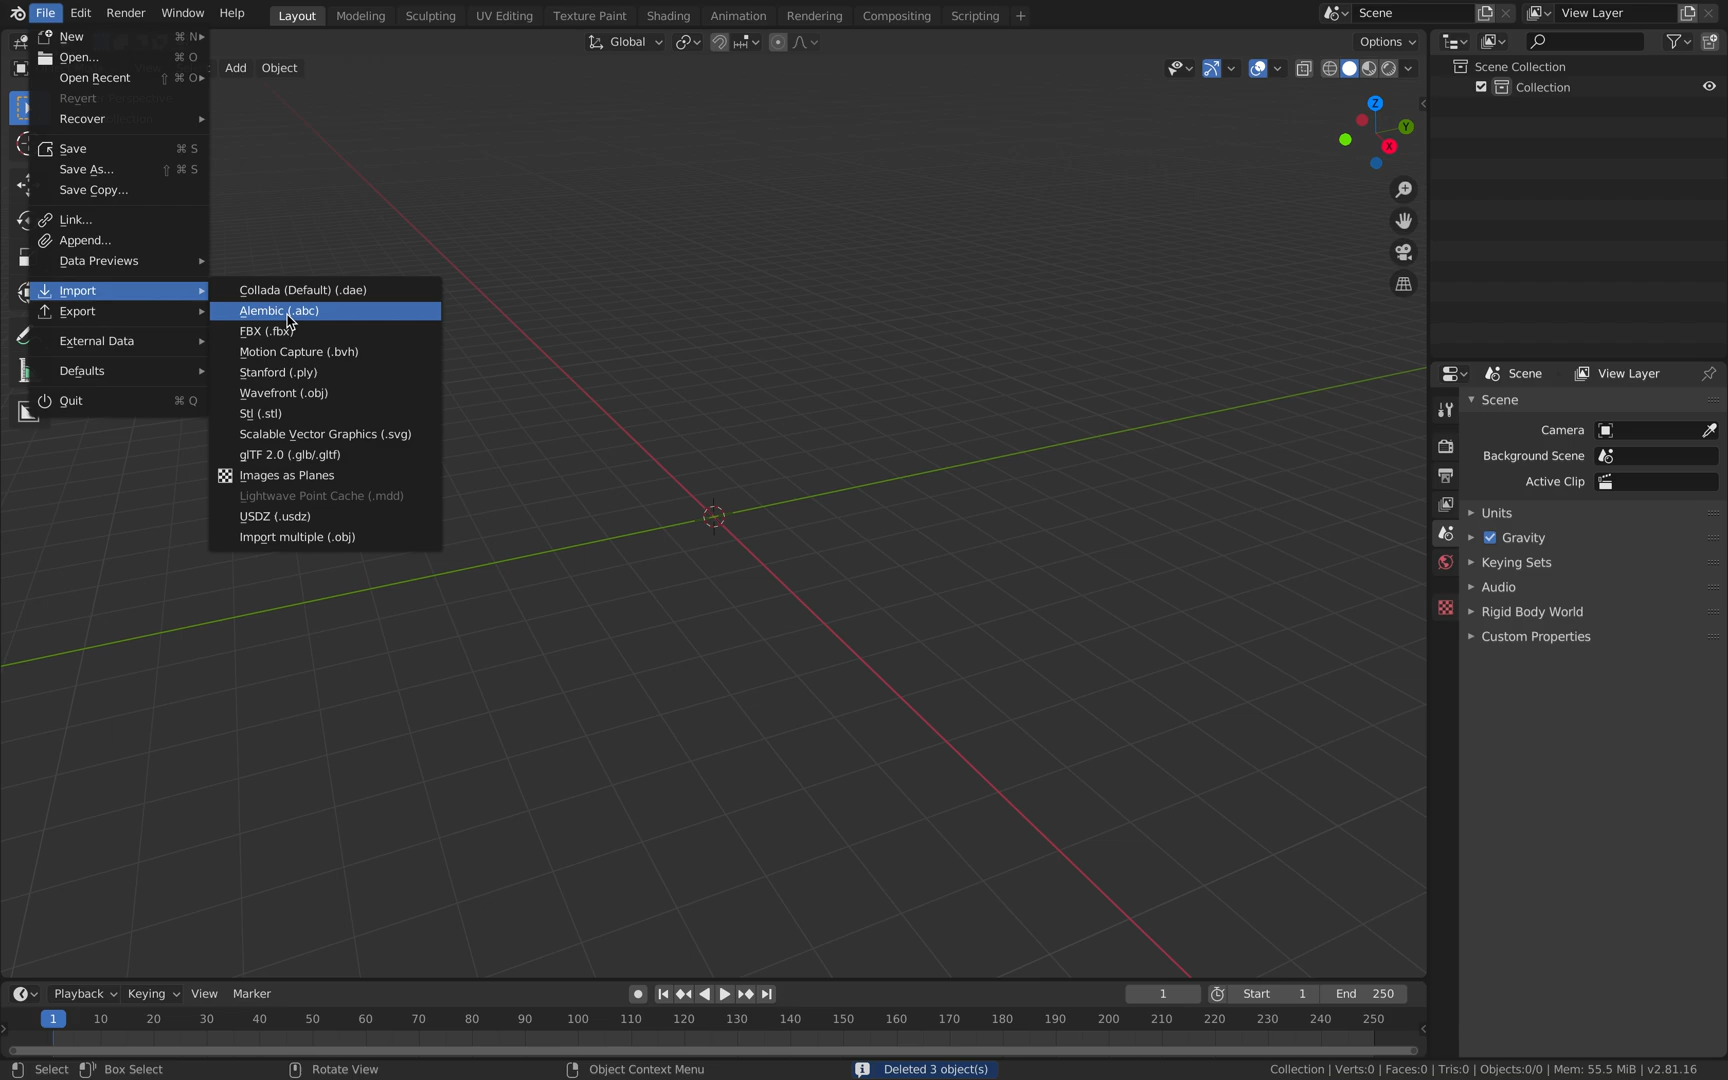 File Edit Render Window Help Layout Modeling Sculpting UV Editing Texture Paint Shading Animation Rendering Compositing Scripting + Scene View Layer
New ⌘ N
Open... ⌘ O
Open Recent ⇧ ⌘ O
Revert
Recover
Save ⌘ S
Save As... ⇧ ⌘ S
Save Copy...
Link...
Append...
Data Previews
Import
Export
External Data
Defaults
Quit ⌘ Q
Collada (Default) (.dae)
Alembic (.abc)
FBX (.fbx)
Motion Capture (.bvh)
Stanford (.ply)
Wavefront (.obj)
Stl (.stl)
Scalable Vector Graphics (.svg)
glTF 2.0 (.glb/.gltf)
Images as Planes
Lightwave Point Cache (.mdd)
USDZ (.usdz)
Import multiple (.obj)
Global Options
Add Object
Z
Y
X
Scene Collection
Collection
Scene View Layer
Scene
Camera
Background Scene
Active Clip
Units
Gravity
Keying Sets
Audio
Rigid Body World
Custom Properties
Playback Keying View Marker 1 Start 1 End 250
1 10 20 30 40 50 60 70 80 90 100 110 120 130 140 150 160 170 180 190 200 210 220 230 240 250
Select Box Select Rotate View Object Context Menu Deleted 3 object(s) Collection | Verts:0 | Faces:0 | Tris:0 | Objects:0/0 | Mem: 55.5 MiB | v2.81.16